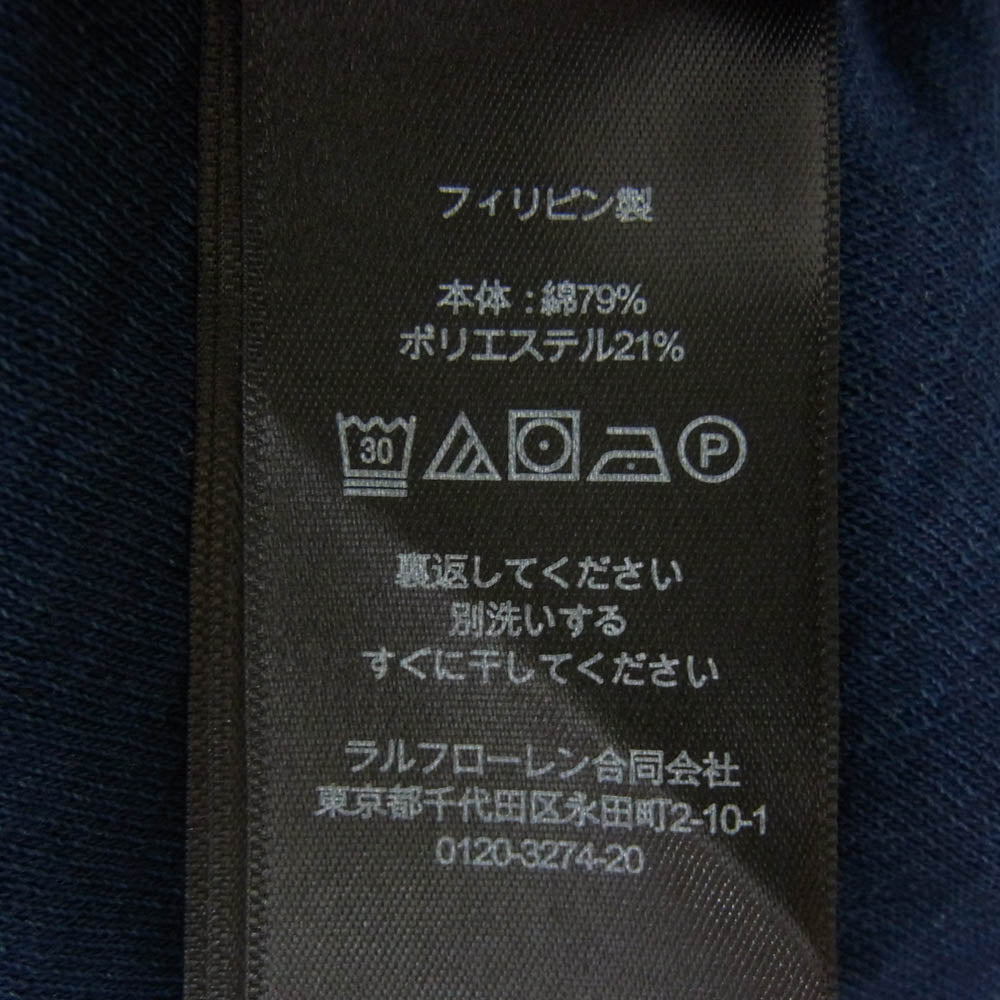 フィリピン製
本体：綿79%
ポリエステル21%
30 P
裏返してください
別洗いする
すぐに干してください
ラルフローレン合同会社
東京都千代田区永田町2-10-1
0120-3274-20